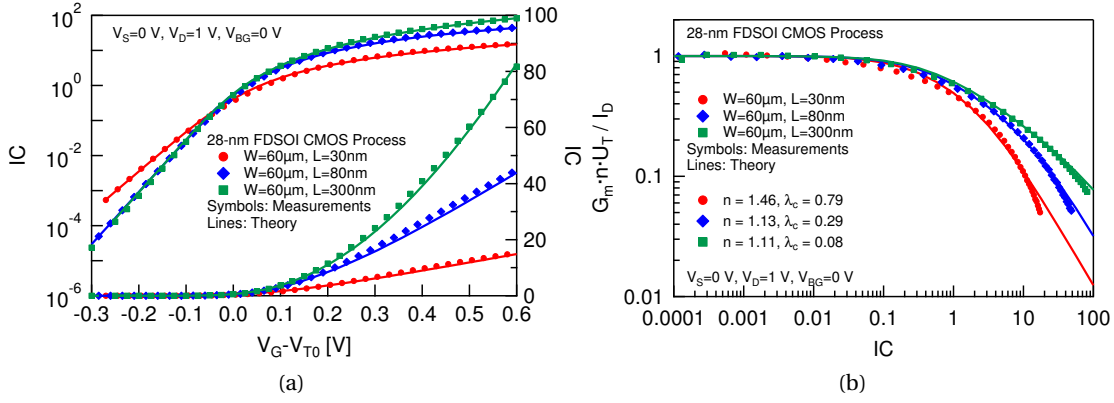 V_S=0 V, V_D=1 V, V_BG=0 V
28-nm FDSOI CMOS Process
W=60µm, L=30nm
W=60µm, L=80nm
W=60µm, L=300nm
Symbols: Measurements
Lines: Theory
10^2
10^0
10^-2
10^-4
10^-6
IC
100
80
60
40
20
0
IC
-0.3 -0.2 -0.1 0.0 0.1 0.2 0.3 0.4 0.5 0.6
V_G-V_T0 [V]
(a)
28-nm FDSOI CMOS Process
W=60µm, L=30nm
W=60µm, L=80nm
W=60µm, L=300nm
Symbols: Measurements
Lines: Theory
n = 1.46, λ_c = 0.79
n = 1.13, λ_c = 0.29
n = 1.11, λ_c = 0.08
V_S=0 V, V_D=1 V, V_BG=0 V
1
0.1
0.01
G_m·n·U_T / I_D
0.0001 0.001 0.01 0.1 1 10 100
IC
(b)